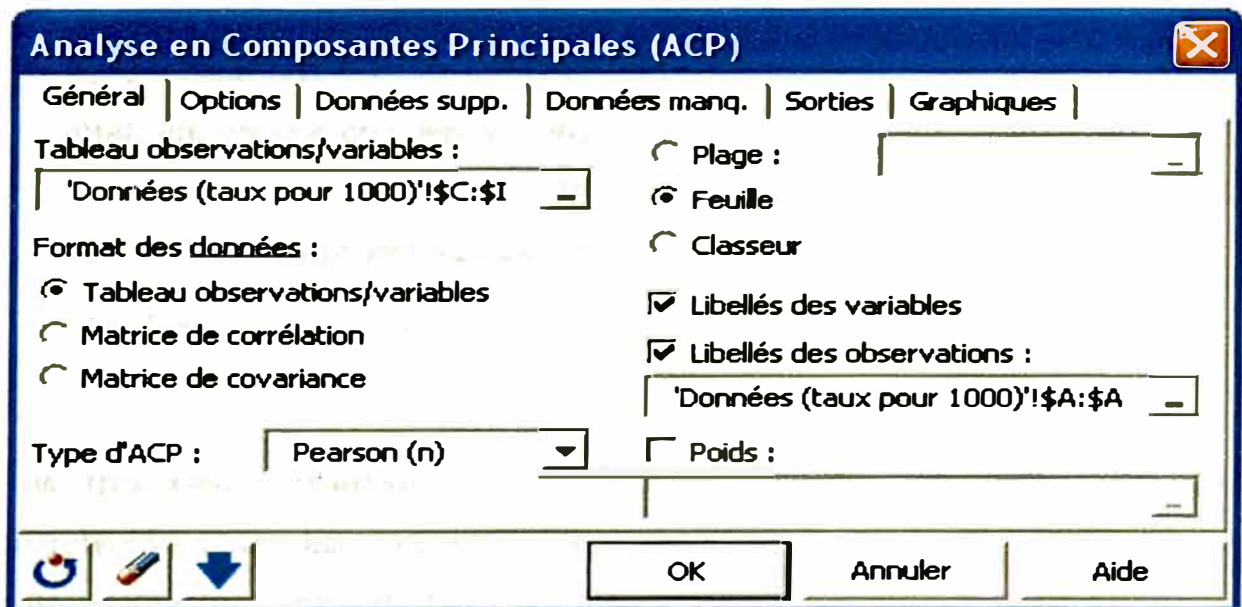 Analyse en Composantes Principales (ACP)
Général | Options | Données supp. | Données manq. | Sorties | Graphiques |
Tableau observations/variables :
'Données (taux pour 1000)'!$C:$I
Format des données :
Tableau observations/variables
Matrice de corrélation
Matrice de covariance
Type d'ACP : Pearson (n)
Plage :
Feuille
Classeur
Libellés des variables
Libellés des observations :
'Données (taux pour 1000)'!$A:$A
Poids :
OK Annuler Aide